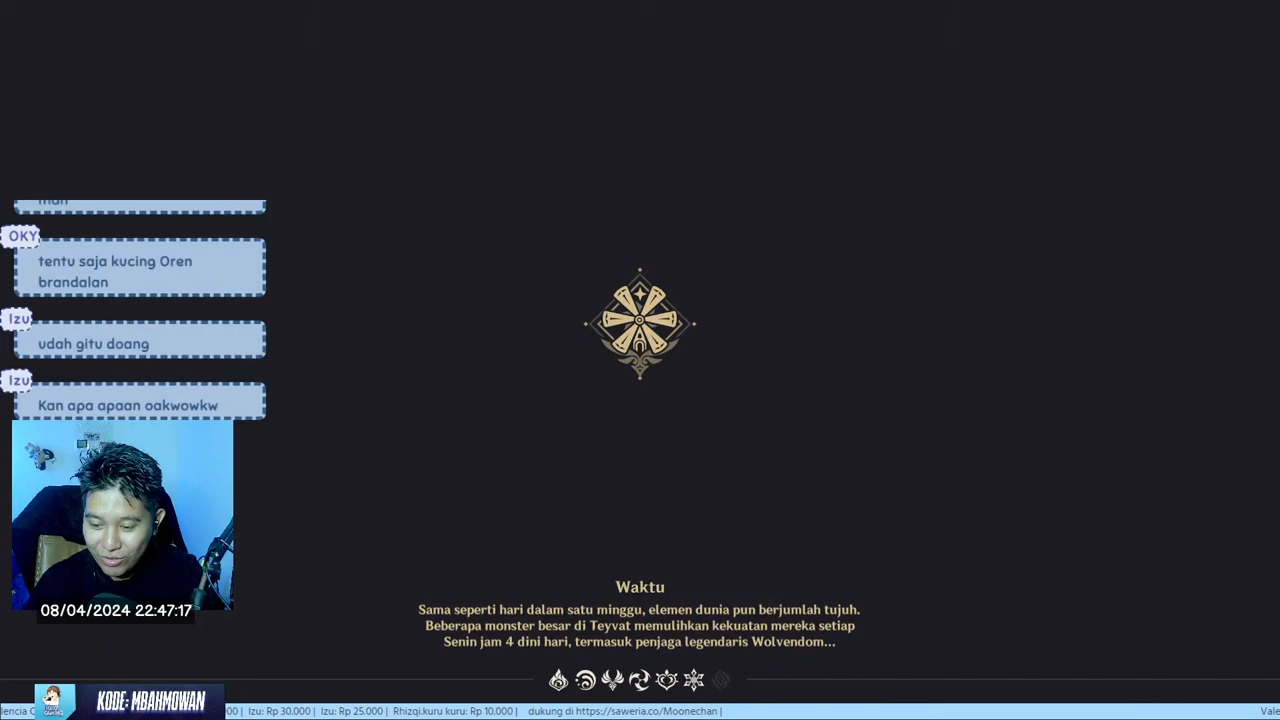 OKY
tentu saja kucing Oren
brandalan
Izu
udah gitu doang
Izu
Kan apa apaan oakwowkw
08/04/2024 22:47:17
Waktu
Sama seperti hari dalam satu minggu, elemen dunia pun berjumlah tujuh.
Beberapa monster besar di Teyvat memulihkan kekuatan mereka setiap
Senin jam 4 dini hari, termasuk penjaga legendaris Wolvendom...
KODE: MBAHMOWAN
Izu: Rp 30.000 | Izu: Rp 25.000 | Rhizqi.kuru kuru: Rp 10.000 | dukung di https://saweria.co/Moonechan |